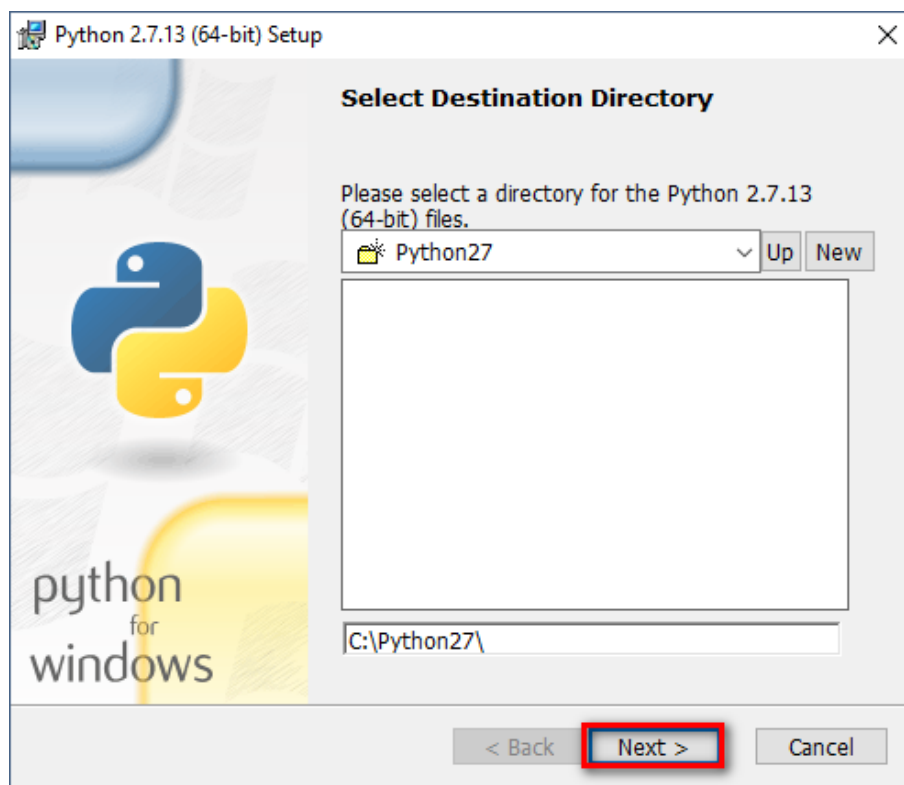 Python 2.7.13 (64-bit) Setup
Select Destination Directory
Please select a directory for the Python 2.7.13
(64-bit) files.
Python27
Up
New
C:\Python27\
python
for
windows
< Back
Next >
Cancel